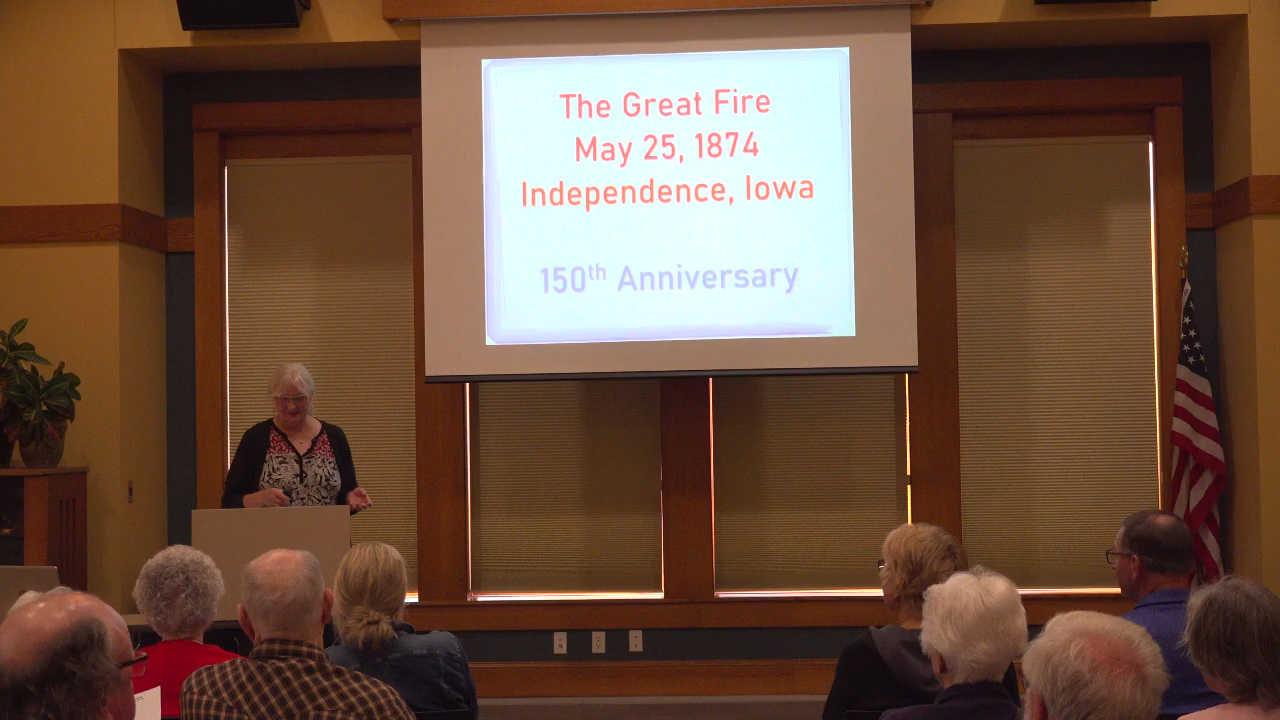 The Great Fire
May 25, 1874
Independence, Iowa
150th Anniversary